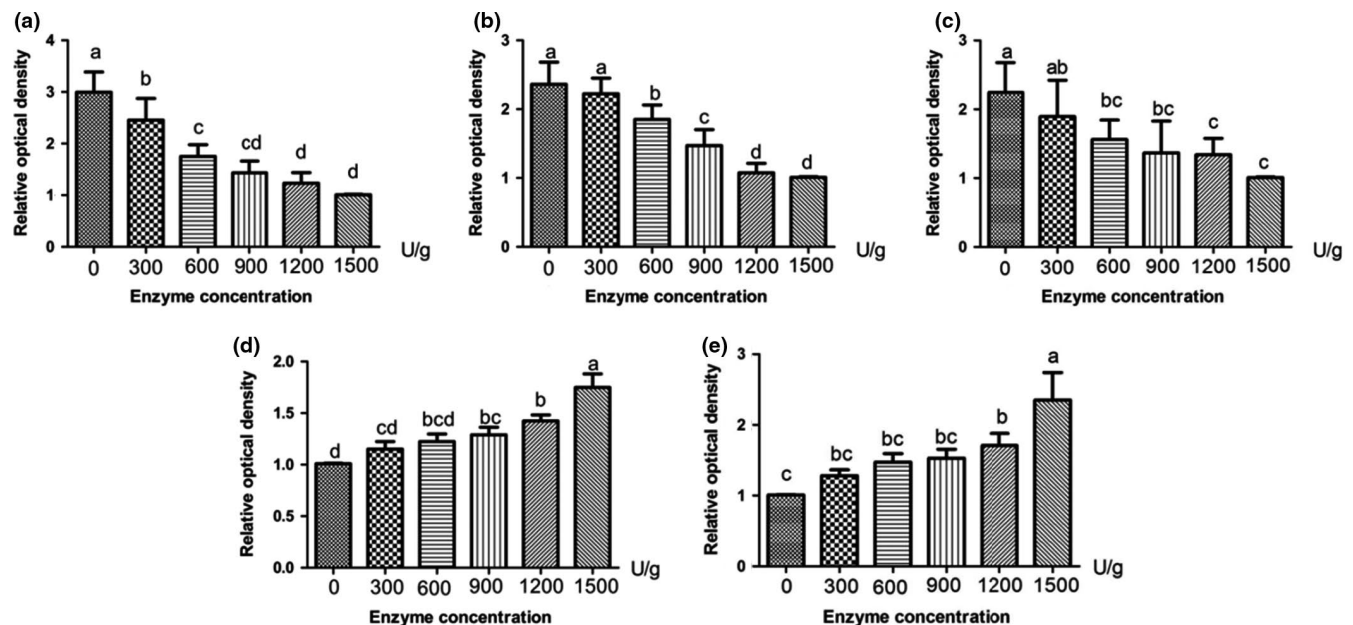 (a)
Relative optical density
4
3
2
1
0
a
b
c
cd
d
d
0 300 600 900 1200 1500 U/g
Enzyme concentration
(b)
Relative optical density
3
2
1
0
a
a
b
c
d
d
0 300 600 900 1200 1500 U/g
Enzyme concentration
(c)
Relative optical density
3
2
1
0
a
ab
bc
bc
c
c
0 300 600 900 1200 1500 U/g
Enzyme concentration
(d)
Relative optical density
2.0
1.5
1.0
0.5
0.0
d
cd
bcd
bc
b
a
0 300 600 900 1200 1500 U/g
Enzyme concentration
(e)
Relative optical density
3
2
1
0
c
bc
bc
bc
b
a
0 300 600 900 1200 1500 U/g
Enzyme concentration